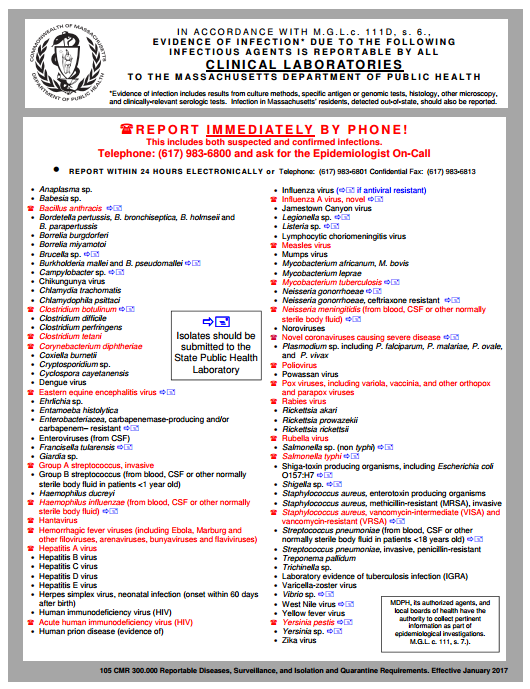 COMMONWEALTH OF MASSACHUSETTS
DEPARTMENT OF PUBLIC HEALTH
IN ACCORDANCE WITH M.G.L.c. 111D, s. 6.,
EVIDENCE OF INFECTION* DUE TO THE FOLLOWING
INFECTIOUS AGENTS IS REPORTABLE BY ALL
CLINICAL LABORATORIES
TO THE MASSACHUSETTS DEPARTMENT OF PUBLIC HEALTH
*Evidence of infection includes results from culture methods, specific antigen or genomic tests, histology, other microscopy,
and clinically-relevant serologic tests. Infection in Massachusetts' residents, detected out-of-state, should also be reported.
☎REPORT IMMEDIATELY BY PHONE!
This includes both suspected and confirmed infections.
Telephone: (617) 983-6800 and ask for the Epidemiologist On-Call
• REPORT WITHIN 24 HOURS ELECTRONICALLY or Telephone: (617) 983-6801 Confidential Fax: (617) 983-6813
• Anaplasma sp.
• Babesia sp.
☎ Bacillus anthracis ⇨🖃
• Bordetella pertussis, B. bronchiseptica, B. holmseii and
B. parapertussis
• Borrelia burgdorferi
• Borrelia miyamotoi
• Brucella sp. ⇨🖃
• Burkholderia mallei and B. pseudomallei ⇨🖃
• Campylobacter sp. ⇨🖃
• Chikungunya virus
• Chlamydia trachomatis
• Chlamydophila psittaci
☎ Clostridium botulinum ⇨🖃
• Clostridium difficile
• Clostridium perfringens
☎ Clostridium tetani
☎ Corynebacterium diphtheriae
• Coxiella burnetii
• Cryptosporidium sp.
• Cyclospora cayetanensis
• Dengue virus
☎ Eastern equine encephalitis virus ⇨🖃
• Ehrlichia sp.
• Entamoeba histolytica
• Enterobacteriacea, carbapenemase-producing and/or
carbapenem– resistant ⇨🖃
• Enteroviruses (from CSF)
☎ Francisella tularensis ⇨🖃
• Giardia sp.
☎ Group A streptococcus, invasive
• Group B streptococcus (from blood, CSF or other normally
sterile body fluid in patients <1 year old)
• Haemophilus ducreyi
☎ Haemophilus influenzae (from blood, CSF or other normally
sterile body fluid) ⇨🖃
☎ Hantavirus
☎ Hemorrhagic fever viruses (including Ebola, Marburg and
other filoviruses, arenaviruses, bunyaviruses and flaviviruses)
☎ Hepatitis A virus
• Hepatitis B virus
• Hepatitis C virus
• Hepatitis D virus
• Hepatitis E virus
• Herpes simplex virus, neonatal infection (onset within 60 days
after birth)
• Human immunodeficiency virus (HIV)
☎ Acute human immunodeficiency virus (HIV)
• Human prion disease (evidence of)
⇨🖃
Isolates should be
submitted to the
State Public Health
Laboratory
• Influenza virus (⇨🖃 if antiviral resistant)
☎ Influenza A virus, novel ⇨🖃
• Jamestown Canyon virus
• Legionella sp. ⇨🖃
• Listeria sp. ⇨🖃
• Lymphocytic choriomeningitis virus
☎ Measles virus
• Mumps virus
• Mycobacterium africanum, M. bovis
• Mycobacterium leprae
☎ Mycobacterium tuberculosis ⇨🖃
• Neisseria gonorrhoeae
• Neisseria gonorrhoeae, ceftriaxone resistant ⇨🖃
☎ Neisseria meningitidis (from blood, CSF or other normally
sterile body fluid) ⇨🖃
• Noroviruses
☎ Novel coronaviruses causing severe disease
• Plasmodium sp. including P. falciparum, P. malariae, P. ovale,
and P. vivax
☎ Poliovirus
• Powassan virus
☎ Pox viruses, including variola, vaccinia, and other orthopox
and parapox viruses
☎ Rabies virus
• Rickettsia akari
• Rickettsia prowazekii
• Rickettsia rickettsii
☎ Rubella virus
• Salmonella sp. (non typhi) ⇨🖃
☎ Salmonella typhi ⇨🖃
• Shiga-toxin producing organisms, including Escherichia coli
O157:H7 ⇨🖃
• Shigella sp. ⇨🖃
• Staphylococcus aureus, enterotoxin producing organisms
• Staphylococcus aureus, methicillin-resistant (MRSA), invasive
☎ Staphylococcus aureus, vancomycin-intermediate (VISA) and
vancomycin-resistant (VRSA) ⇨🖃
• Streptococcus pneumoniae (from blood, CSF or other
normally sterile body fluid in patients <18 years old) ⇨🖃
• Streptococcus pneumoniae, invasive, penicillin-resistant
• Treponema pallidum
• Trichinella sp.
• Laboratory evidence of tuberculosis infection (IGRA)
• Varicella-zoster virus
• Vibrio sp. ⇨🖃
• West Nile virus ⇨🖃
• Yellow fever virus
☎ Yersinia pestis ⇨🖃
• Yersinia sp. ⇨🖃
• Zika virus
MDPH, its authorized agents, and
local boards of health have the
authority to collect pertinent
information as part of
epidemiological investigations.
M.G.L. c. 111, s. 7.).
105 CMR 300.000 Reportable Diseases, Surveillance, and Isolation and Quarantine Requirements. Effective January 2017